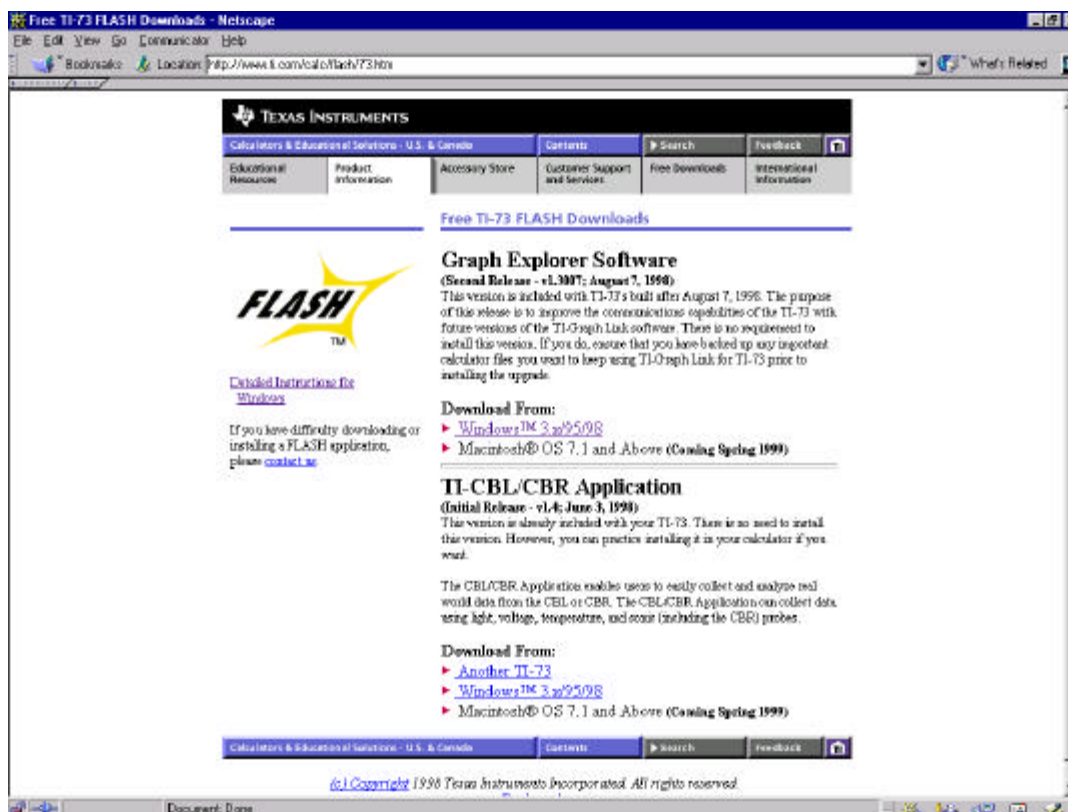 Free TI-73 FLASH Downloads - Netscape
File Edit View Go Communicator Help
Bookmarks Location: http://www.ti.com/calc/flash/73.htm What's Related
TEXAS INSTRUMENTS
Calculators & Educational Solutions - U.S. & Canada Contents Search Feedback
Educational Resources
Product Information
Accessory Store
Customer Support and Services
Free Downloads
International Information
Free TI-73 FLASH Downloads
FLASH
TM
Detailed Instructions for
Windows
If you have difficulty downloading or
installing a FLASH application,
please contact us.
Graph Explorer Software
(Second Release - v1.3007; August 7, 1998)
This version is included with TI-73's built after August 7, 1998. The purpose
of this release is to improve the communications capabilities of the TI-73 with
future versions of the TI-Graph Link software. There is no requirement to
install this version. If you do, ensure that you have backed up any important
calculator files you want to keep using TI-Graph Link for TI-73 prior to
installing the upgrade.
Download From:
Windows™ 3.x/95/98
Macintosh® OS 7.1 and Above (Coming Spring 1999)
TI-CBL/CBR Application
(Initial Release - v1.4; June 3, 1998)
This version is already included with your TI-73. There is no need to install
this version. However, you can practice installing it in your calculator if you
want.
The CBL/CBR Application enables users to easily collect and analyze real
world data from the CBL or CBR. The CBL/CBR Application can collect data
using light, voltage, temperature, and sonic (including the CBR) probes.
Download From:
Another TI-73
Windows™ 3.x/95/98
Macintosh® OS 7.1 and Above (Coming Spring 1999)
Calculators & Educational Solutions - U.S. & Canada Contents Search Feedback
(c) Copyright 1998 Texas Instruments Incorporated. All rights reserved.
Document: Done